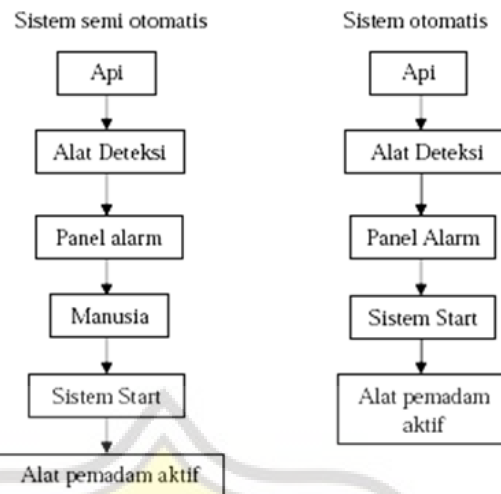 Sistem semi otomatis
Api
Alat Deteksi
Panel alarm
Manusia
Sistem Start
Alat pemadam aktif
Sistem otomatis
Api
Alat Deteksi
Panel Alarm
Sistem Start
Alat pemadam
aktif